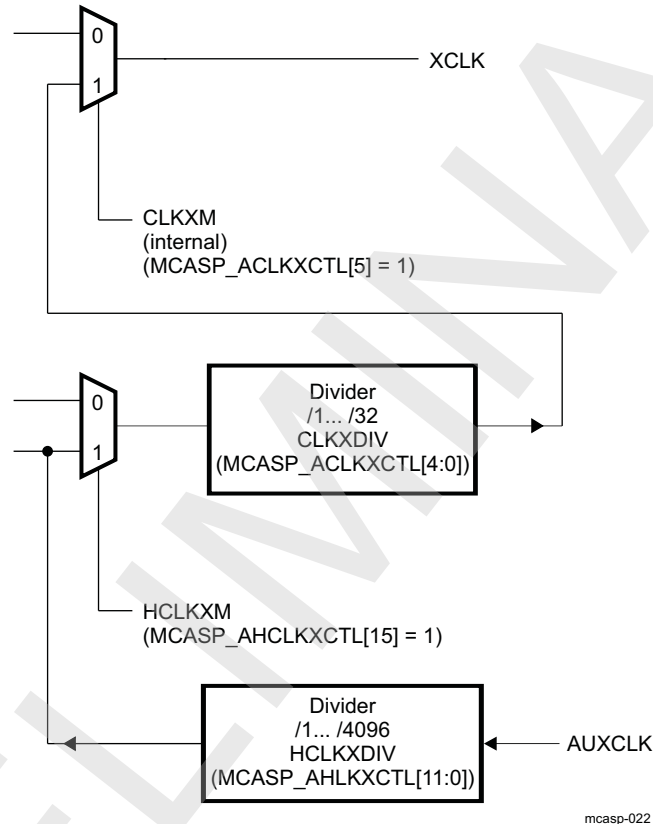 0
XCLK
1
CLKXM
(internal)
(MCASP_ACLKXCTL[5] = 1)
0
1
Divider
/1... /32
CLKXDIV
(MCASP_ACLKXCTL[4:0])
HCLKXM
(MCASP_AHCLKXCTL[15] = 1)
Divider
/1... /4096
HCLKXDIV
(MCASP_AHLKXCTL[11:0])
AUXCLK
mcasp-022